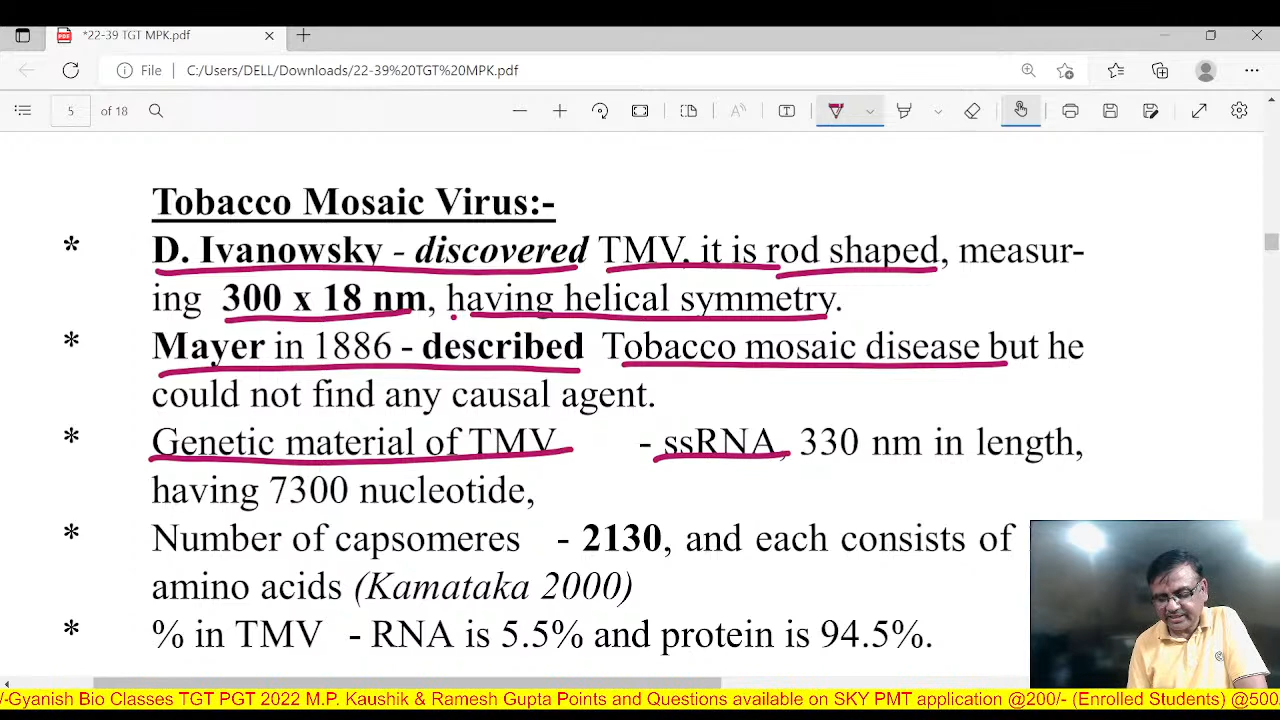 *22-39 TGT MPK.pdf
File C:/Users/DELL/Downloads/22-39%20TGT%20MPK.pdf
5 of 18
Tobacco Mosaic Virus:-
* D. Ivanowsky - discovered TMV, it is rod shaped, measur-
ing 300 x 18 nm, having helical symmetry.
* Mayer in 1886 - described Tobacco mosaic disease but he
could not find any causal agent.
* Genetic material of TMV - ssRNA, 330 nm in length,
having 7300 nucleotide,
* Number of capsomeres - 2130, and each consists of
amino acids (Kamataka 2000)
* % in TMV - RNA is 5.5% and protein is 94.5%.
/-Gyanish Bio Classes TGT PGT 2022 M.P. Kaushik & Ramesh Gupta Points and Questions available on SKY PMT application @200/- (Enrolled Students) @500